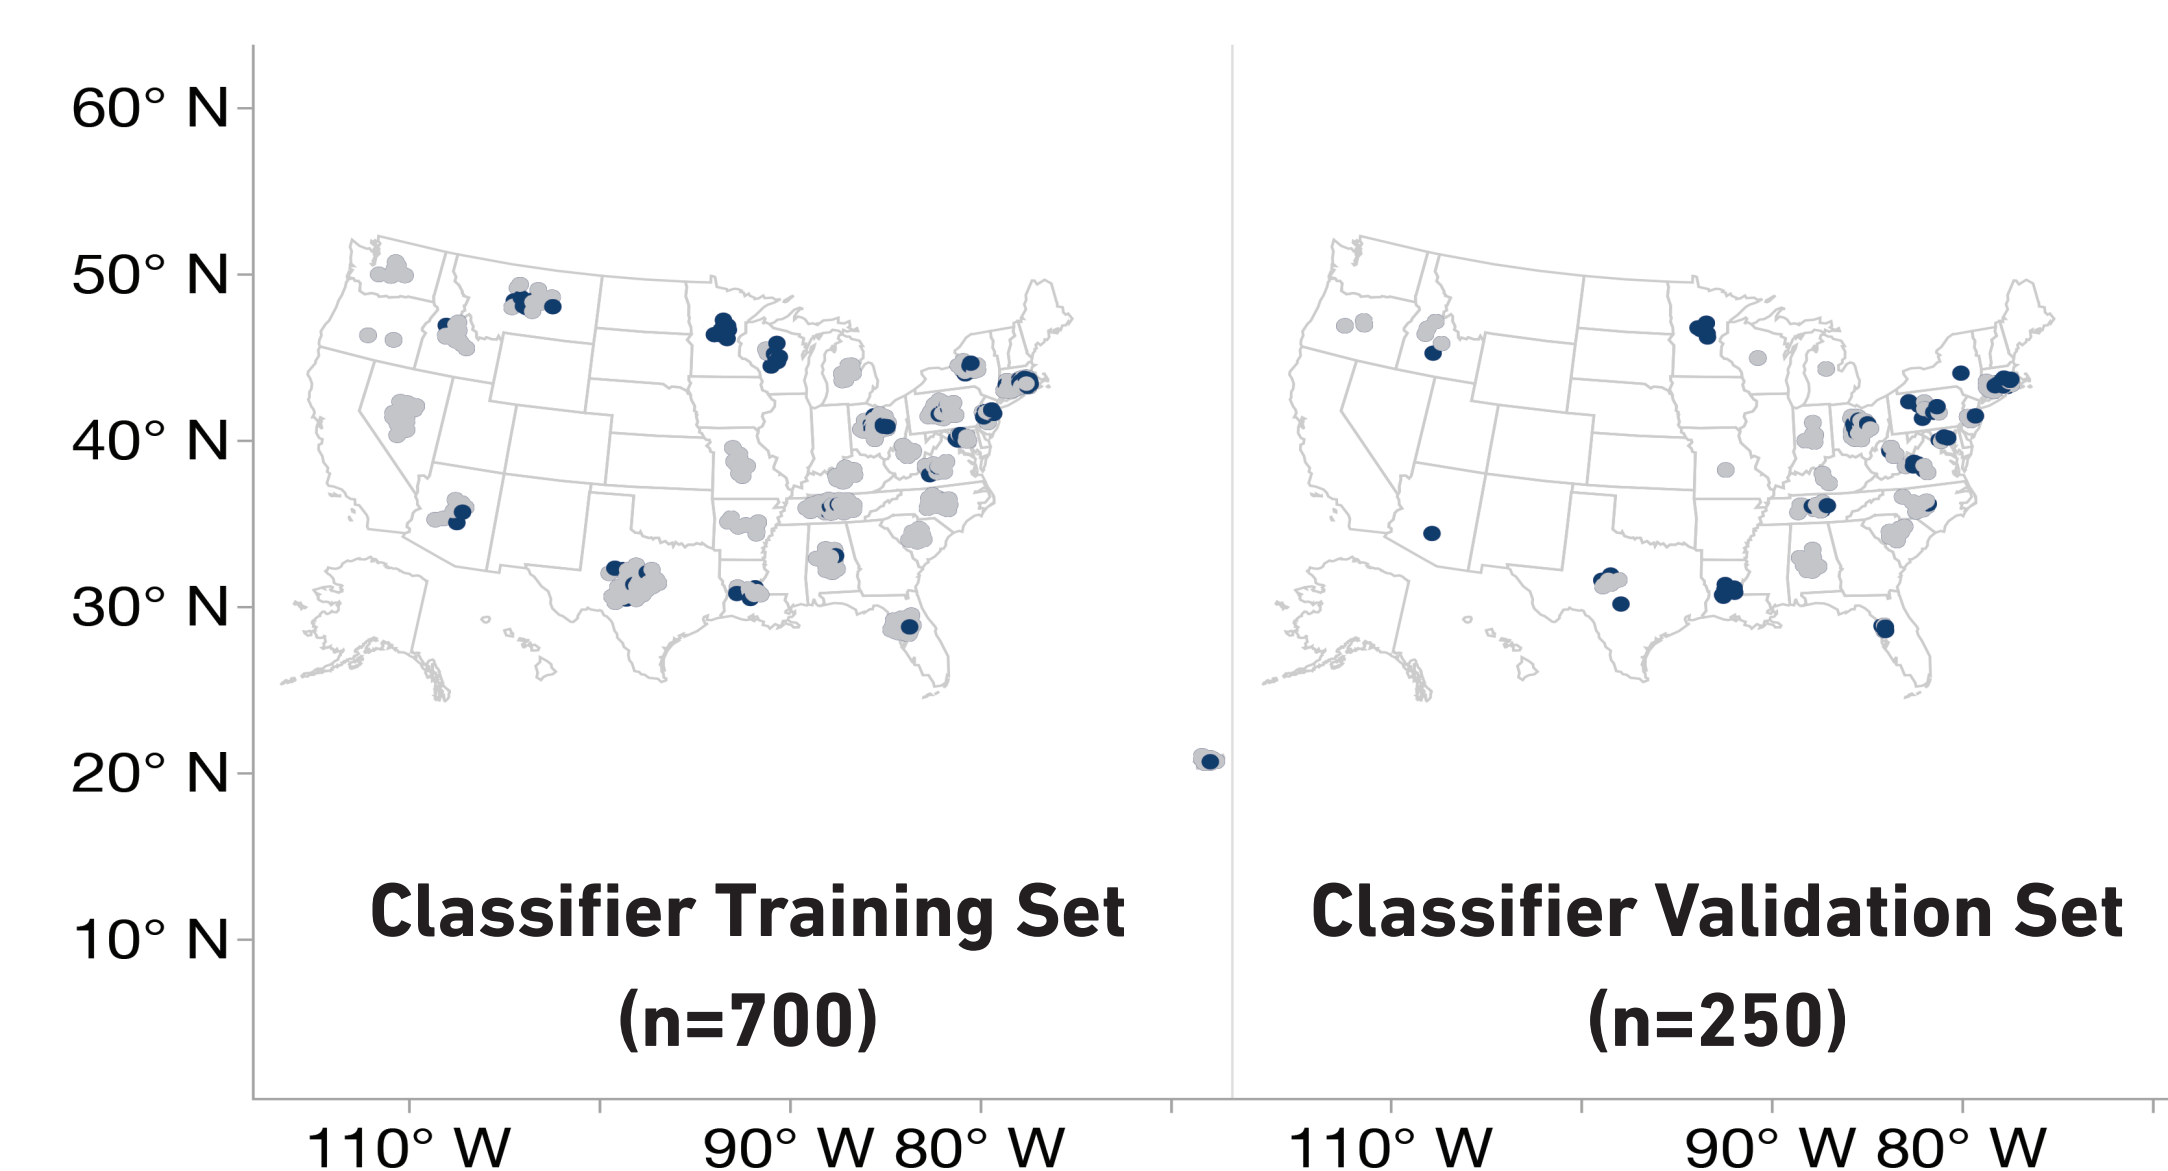 60° N
50° N
40° N
30° N
20° N
10° N
Classifier Training Set
(n=700)
Classifier Validation Set
(n=250)
110° W 90° W 80° W 110° W 90° W 80° W